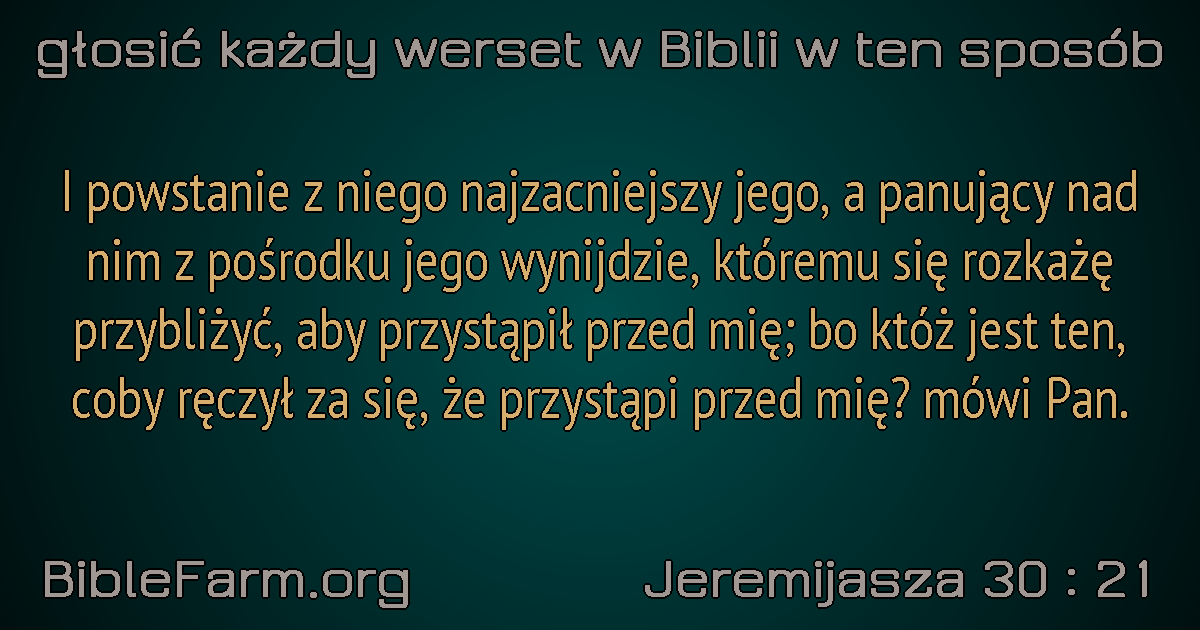 głosić każdy werset w Biblii w ten sposób
I powstanie z niego najzacniejszy jego, a panujący nad
nim z pośrodku jego wynijdzie, któremu się rozkażę
przybliżyć, aby przystąpił przed mię; bo któż jest ten,
coby ręczył za się, że przystąpi przed mię? mówi Pan.
BibleFarm.org
Jeremijasza 30 : 21